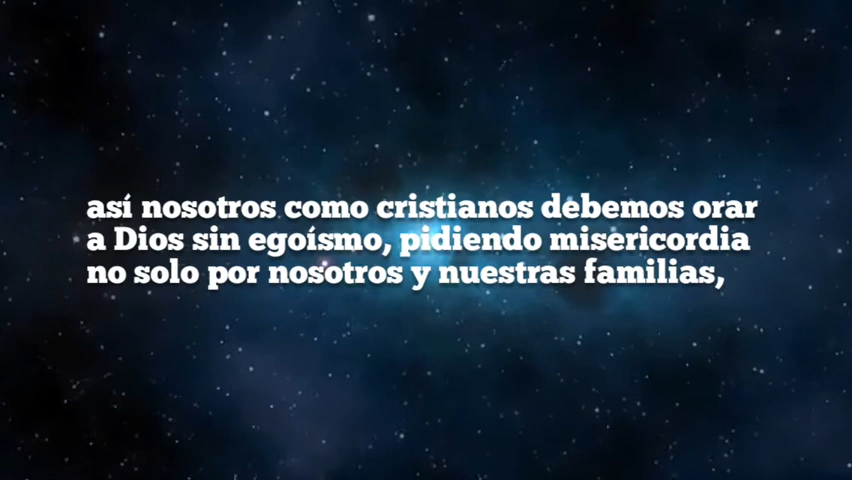 así nosotros como cristianos debemos orar
a Dios sin egoísmo, pidiendo misericordia
no solo por nosotros y nuestras familias,